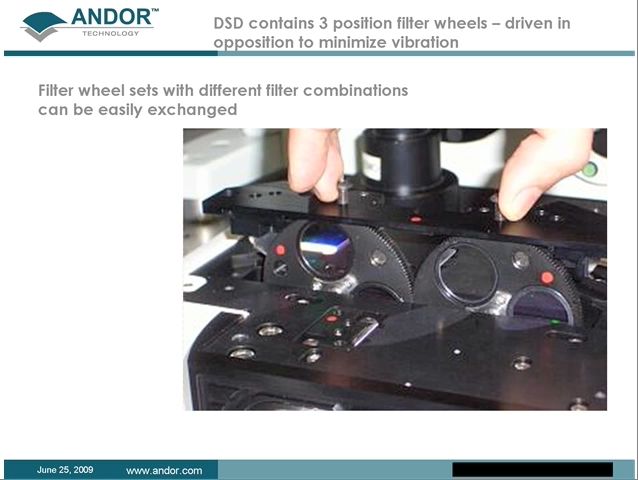 ANDOR™
TECHNOLOGY
DSD contains 3 position filter wheels – driven in
opposition to minimize vibration
Filter wheel sets with different filter combinations
can be easily exchanged
June 25, 2009
www.andor.com